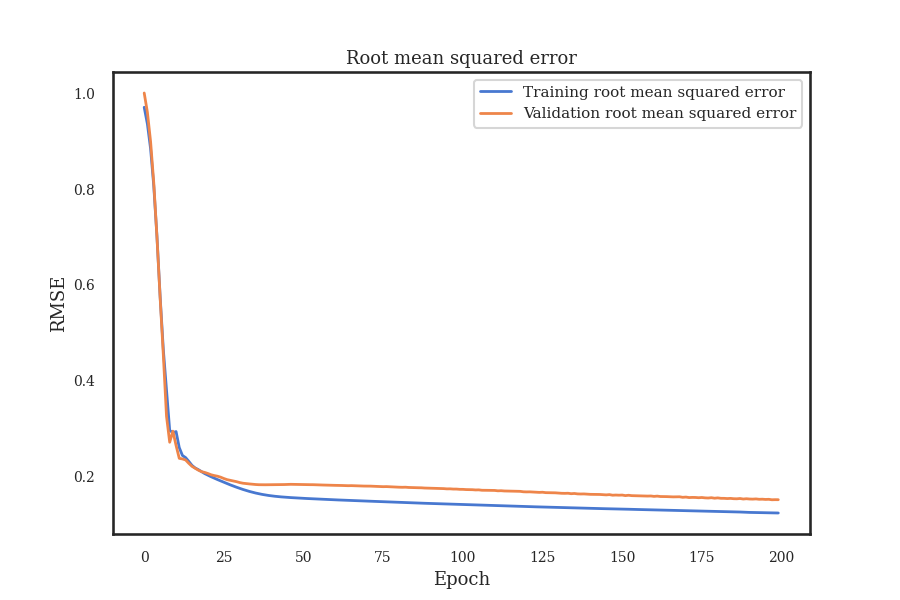 Root mean squared error
Training root mean squared error
Validation root mean squared error
1.0
0.8
0.6
0.4
0.2
RMSE
0 25 50 75 100 125 150 175 200
Epoch